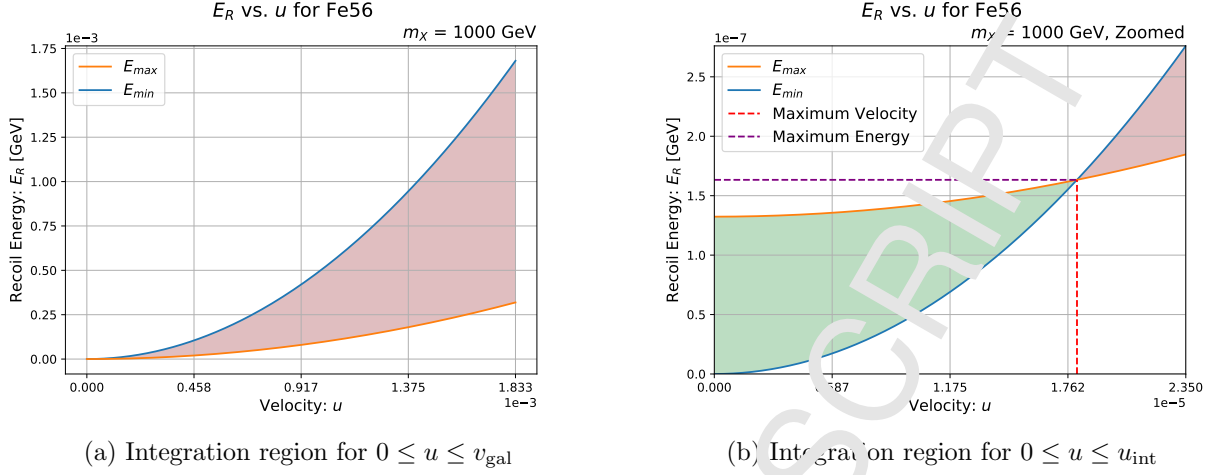 E_R vs. u for Fe56
m_X = 1000 GeV
1e−3
E_max
E_min
Recoil Energy: E_R [GeV]
1.75
1.50
1.25
1.00
0.75
0.50
0.25
0.00
0.000 0.458 0.917 1.375 1.833
1e−3
Velocity: u
(a) Integration region for 0 ≤ u ≤ v_gal
E_R vs. u for Fe56
m_X = 1000 GeV, Zoomed
1e−7
E_max
E_min
Maximum Velocity
Maximum Energy
Recoil Energy: E_R [GeV]
2.5
2.0
1.5
1.0
0.5
0.0
0.000 0.587 1.175 1.762 2.350
1e−5
Velocity: u
(b) Integration region for 0 ≤ u ≤ u_int
SCRIPT